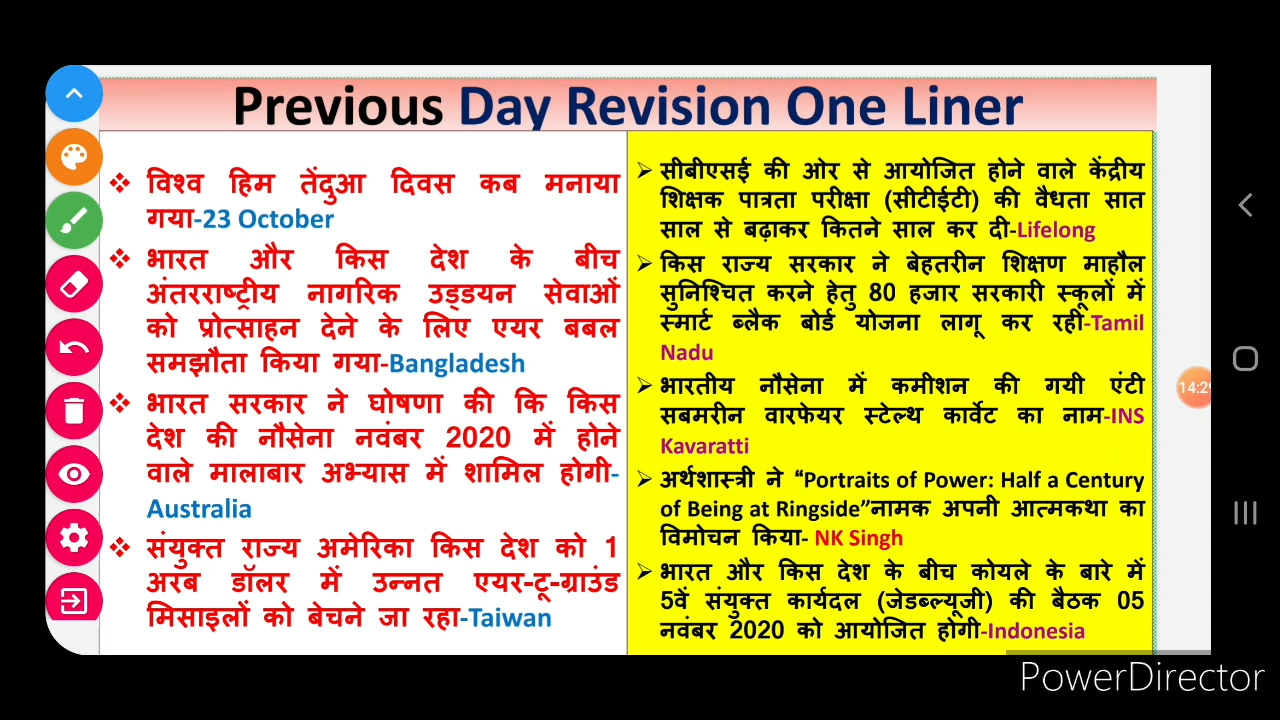 Previous Day Revision One Liner
❖ विश्व हिम तेंदुआ दिवस कब मनाया
गया-23 October
❖ भारत और किस देश के बीच
अंतरराष्ट्रीय नागरिक उड्डयन सेवाओं
को प्रोत्साहन देने के लिए एयर बबल
समझौता किया गया-Bangladesh
❖ भारत सरकार ने घोषणा की कि किस
देश की नौसेना नवंबर 2020 में होने
वाले मालाबार अभ्यास में शामिल होगी-
Australia
❖ संयुक्त राज्य अमेरिका किस देश को 1
अरब डॉलर में उन्नत एयर-टू-ग्राउंड
मिसाइलों को बेचने जा रहा-Taiwan
➢ सीबीएसई की ओर से आयोजित होने वाले केंद्रीय
शिक्षक पात्रता परीक्षा (सीटीईटी) की वैधता सात
साल से बढ़ाकर कितने साल कर दी-Lifelong
➢ किस राज्य सरकार ने बेहतरीन शिक्षण माहौल
सुनिश्चित करने हेतु 80 हजार सरकारी स्कूलों में
स्मार्ट ब्लैक बोर्ड योजना लागू कर रही-Tamil
Nadu
➢ भारतीय नौसेना में कमीशन की गयी एंटी
सबमरीन वारफेयर स्टेल्थ कार्वेट का नाम-INS
Kavaratti
➢ अर्थशास्त्री ने “Portraits of Power: Half a Century
of Being at Ringside”नामक अपनी आत्मकथा का
विमोचन किया- NK Singh
➢ भारत और किस देश के बीच कोयले के बारे में
5वें संयुक्त कार्यदल (जेडब्ल्यूजी) की बैठक 05
नवंबर 2020 को आयोजित होगी-Indonesia
14:29
PowerDirector